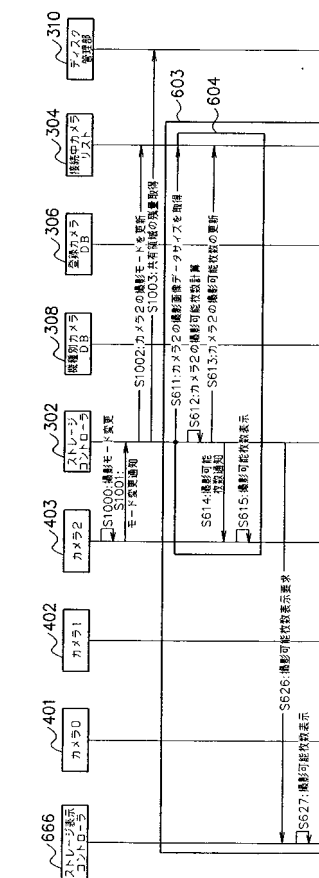 666
ストレージ表示
コントローラ
401
カメラ0
402
カメラ1
403
カメラ2
302
ストレージ
コントローラ
308
機種別カメラ
DB
306
登録カメラ
DB
304
接続中カメラ
リスト
310
ディスク
管理部
S1000:撮影モード変更
S1001:
モード変更通知
S1002:カメラ2の撮影モードを更新
S1003:共有領域の残量取得
603
604
S611:カメラ2の撮影画像データサイズを取得
S612:カメラ2の撮影可能枚数計算
S613:カメラ2の撮影可能枚数の更新
S614:撮影可能
枚数通知
S615:撮影可能枚数表示
S626:撮影可能枚数表示要求
S627:撮影可能枚数表示